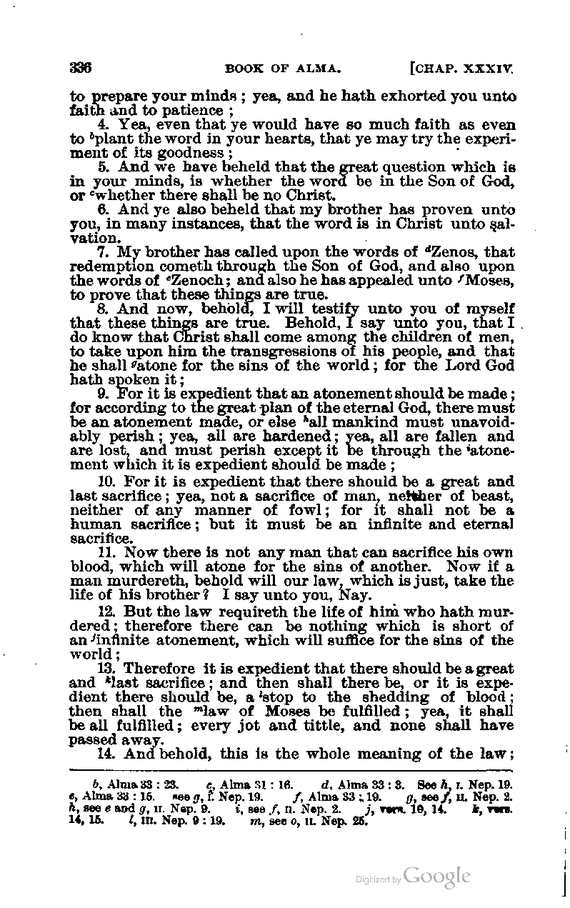 336 BOOK OF ALMA. [CHAP. XXXIV.
to prepare your minds; yea, and he hath exhorted you unto
faith and to patience;
4. Yea, even that ye would have so much faith as even
to ᵇplant the word in your hearts, that ye may try the experi-
ment of its goodness;
5. And we have beheld that the great question which is
in your minds, is whether the word be in the Son of God,
or ᶜwhether there shall be no Christ.
6. And ye also beheld that my brother has proven unto
you, in many instances, that the word is in Christ unto sal-
vation.
7. My brother has called upon the words of ᵈZenos, that
redemption cometh through the Son of God, and also upon
the words of ᵉZenoch; and also he has appealed unto ᶠMoses,
to prove that these things are true.
8. And now, behold, I will testify unto you of myself
that these things are true. Behold, I say unto you, that I
do know that Christ shall come among the children of men,
to take upon him the transgressions of his people, and that
he shall ᵍatone for the sins of the world; for the Lord God
hath spoken it;
9. For it is expedient that an atonement should be made;
for according to the great plan of the eternal God, there must
be an atonement made, or else ʰall mankind must unavoid-
ably perish; yea, all are hardened; yea, all are fallen and
are lost, and must perish except it be through the ⁱatone-
ment which it is expedient should be made;
10. For it is expedient that there should be a great and
last sacrifice; yea, not a sacrifice of man, neither of beast,
neither of any manner of fowl; for it shall not be a
human sacrifice; but it must be an infinite and eternal
sacrifice.
11. Now there is not any man that can sacrifice his own
blood, which will atone for the sins of another. Now if a
man murdereth, behold will our law, which is just, take the
life of his brother? I say unto you, Nay.
12. But the law requireth the life of him who hath mur-
dered; therefore there can be nothing which is short of
an ʲinfinite atonement, which will suffice for the sins of the
world;
13. Therefore it is expedient that there should be a great
and ᵏlast sacrifice; and then shall there be, or it is expe-
dient there should be, a ˡstop to the shedding of blood;
then shall the ᵐlaw of Moses be fulfilled; yea, it shall
be all fulfilled; every jot and tittle, and none shall have
passed away.
14. And behold, this is the whole meaning of the law;
b, Alma 33 : 23. c, Alma 31 : 16. d, Alma 33 : 3. See h, I. Nep. 19.
e, Alma 33 : 15. see g, I. Nep. 19. f, Alma 33 : 19. g, see f, II. Nep. 2.
h, see e and g, II. Nep. 9. i, see f, II. Nep. 2. j, vers. 10, 14. k, vers.
14, 15. l, III. Nep. 9 : 19. m, see o, II. Nep. 25.
Digitized by Google